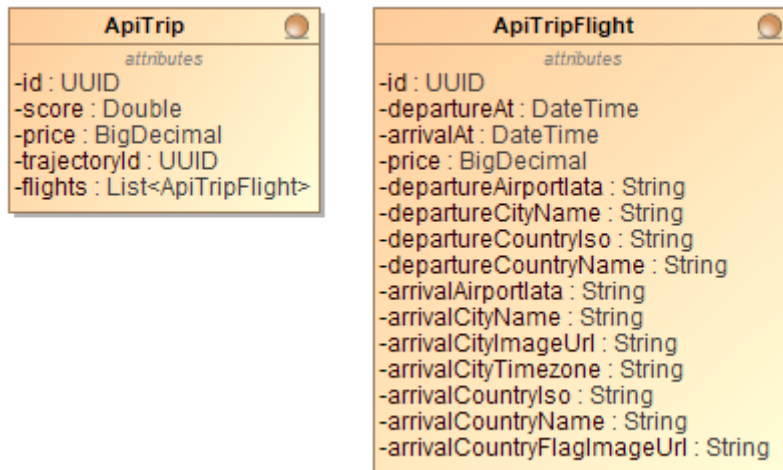 ApiTrip
attributes
-id : UUID
-score : Double
-price : BigDecimal
-trajectoryId : UUID
-flights : List<ApiTripFlight>
ApiTripFlight
attributes
-id : UUID
-departureAt : DateTime
-arrivalAt : DateTime
-price : BigDecimal
-departureAirportIata : String
-departureCityName : String
-departureCountryIso : String
-departureCountryName : String
-arrivalAirportIata : String
-arrivalCityName : String
-arrivalCityImageUrl : String
-arrivalCityTimezone : String
-arrivalCountryIso : String
-arrivalCountryName : String
-arrivalCountryFlagImageUrl : String